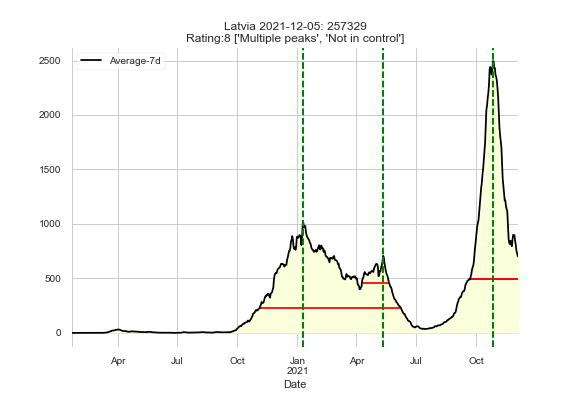 Latvia 2021-12-05: 257329
Rating:8 ['Multiple peaks', 'Not in control']
Average-7d
2500
2000
1500
1000
500
0
Apr Jul Oct Jan Apr Jul Oct
2021
Date